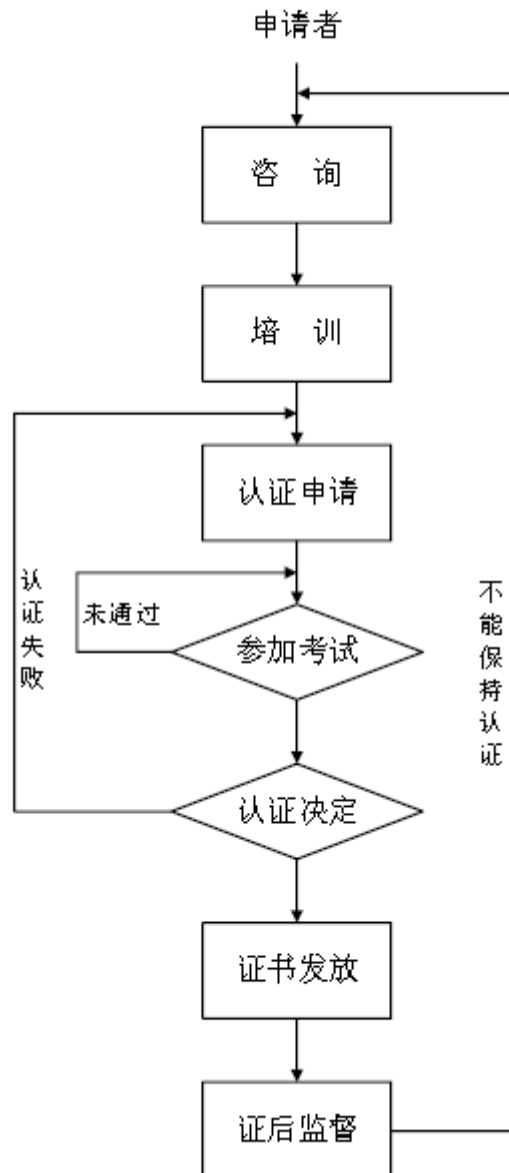 申请者
咨 询
培 训
认证申请
未通过
认证失败
参加考试
不能保持认证
认证决定
证书发放
证后监督